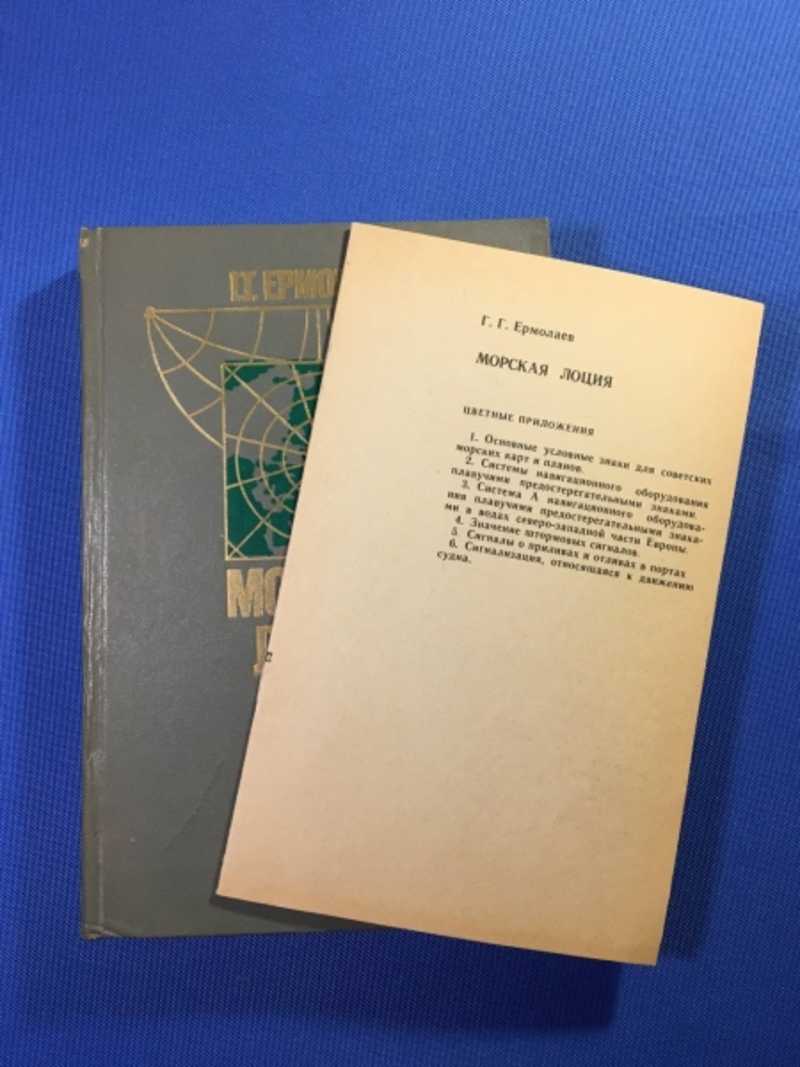 Г.Г. ЕРМО
МО
Г. Г. Ермолаев
МОРСКАЯ ЛОЦИЯ
ЦВЕТНЫЕ ПРИЛОЖЕНИЯ
1. Основные условные знаки для советских
морских карт и планов.
2. Системы навигационного оборудования
плавучими предостерегательными знаками.
3. Система А навигационного оборудова-
ния плавучими предостерегательными знака-
ми в водах северо-западной части Европы.
4. Значение штормовых сигналов.
5. Сигналы о приливах и отливах в портах
6. Сигнализация, относящаяся к движению
судна.